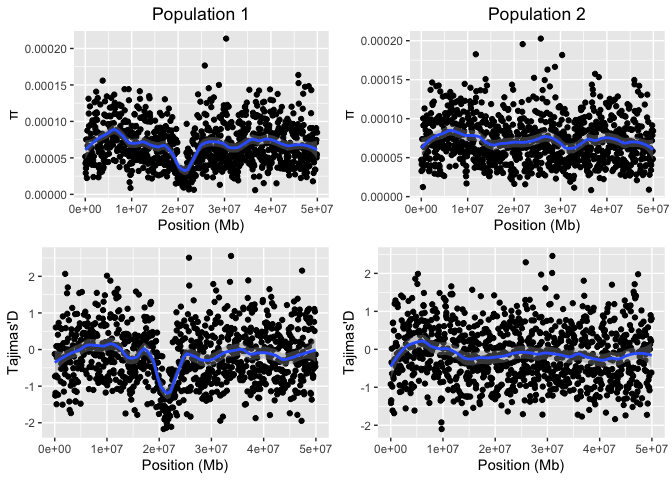 Population 1
Population 2
0.00020
0.00015
0.00010
0.00005
0.00000
π
0e+00 1e+07 2e+07 3e+07 4e+07 5e+07
Position (Mb)
0.00020
0.00015
0.00010
0.00005
0.00000
π
0e+00 1e+07 2e+07 3e+07 4e+07 5e+07
Position (Mb)
2
1
0
-1
-2
Tajimas'D
0e+00 1e+07 2e+07 3e+07 4e+07 5e+07
Position (Mb)
2
1
0
-1
-2
Tajimas'D
0e+00 1e+07 2e+07 3e+07 4e+07 5e+07
Position (Mb)